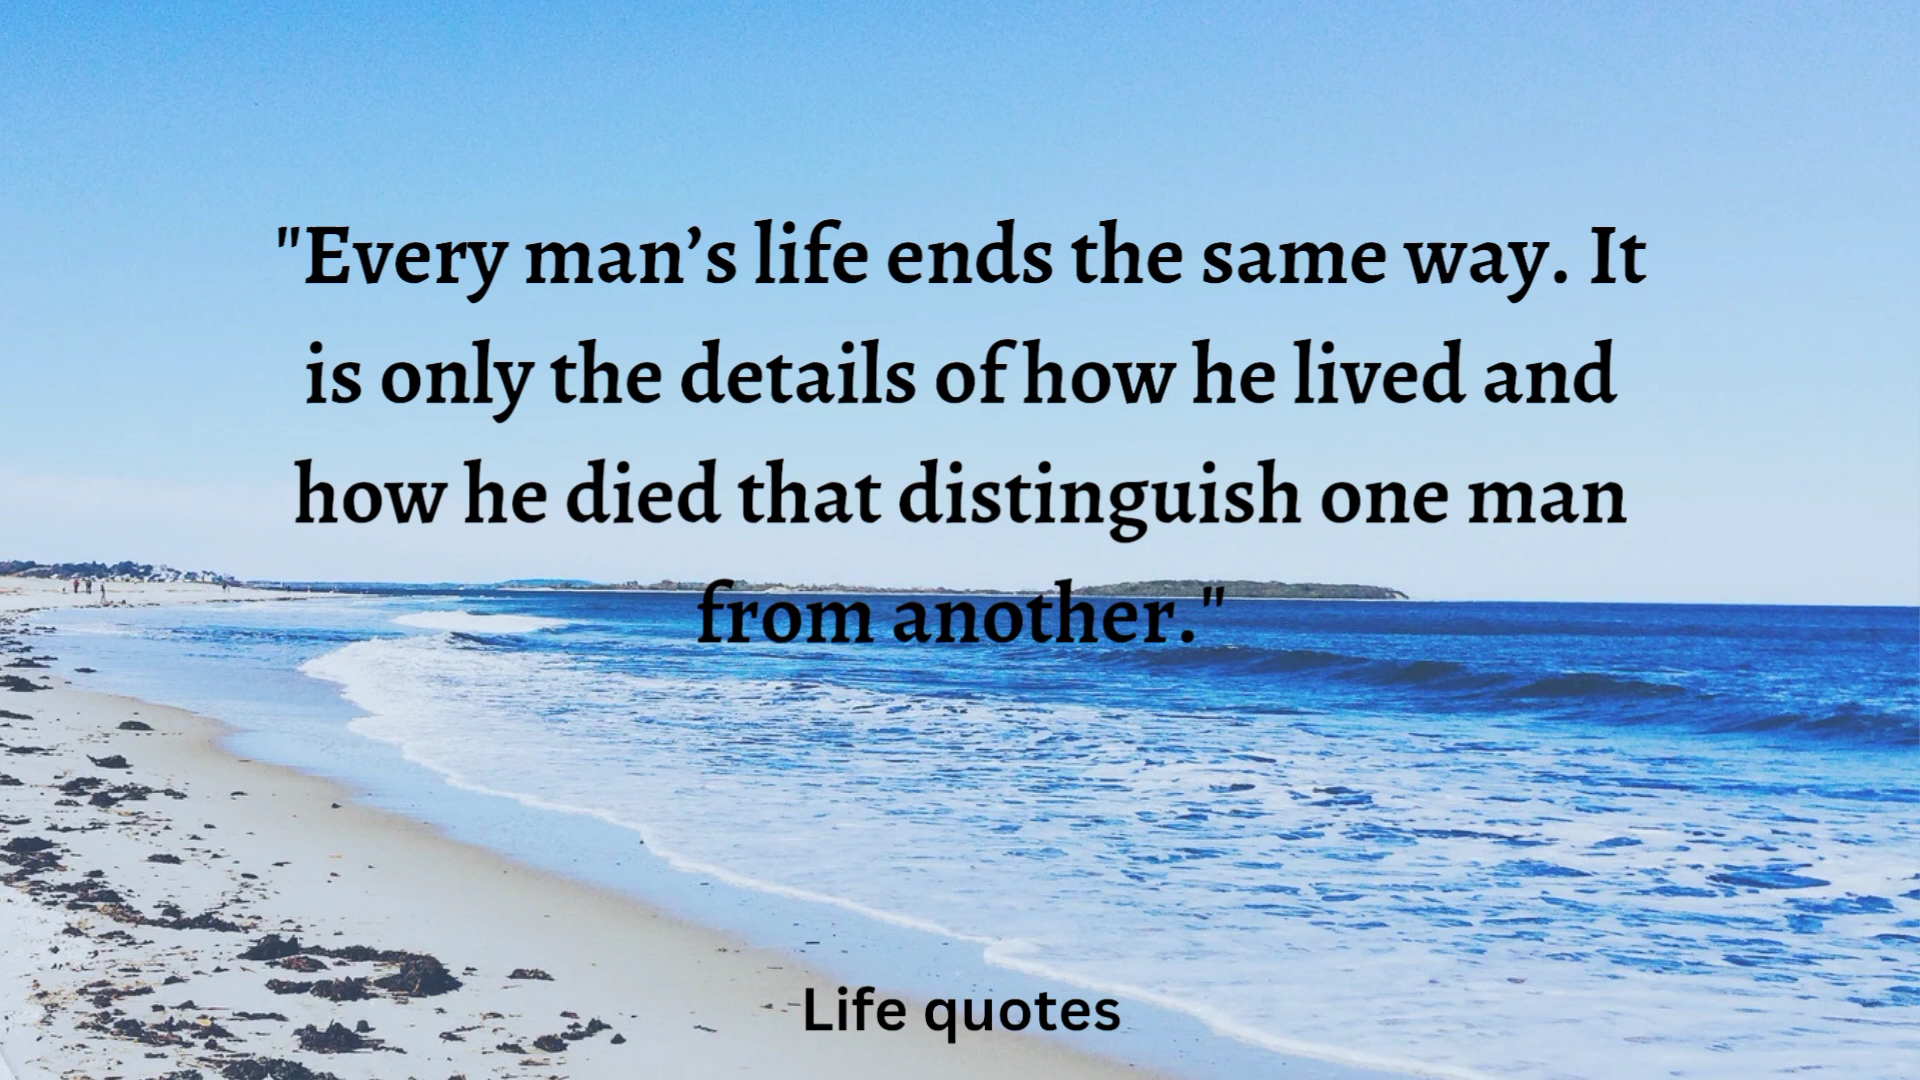 "Every man’s life ends the same way. It
is only the details of how he lived and
how he died that distinguish one man
from another."
Life quotes